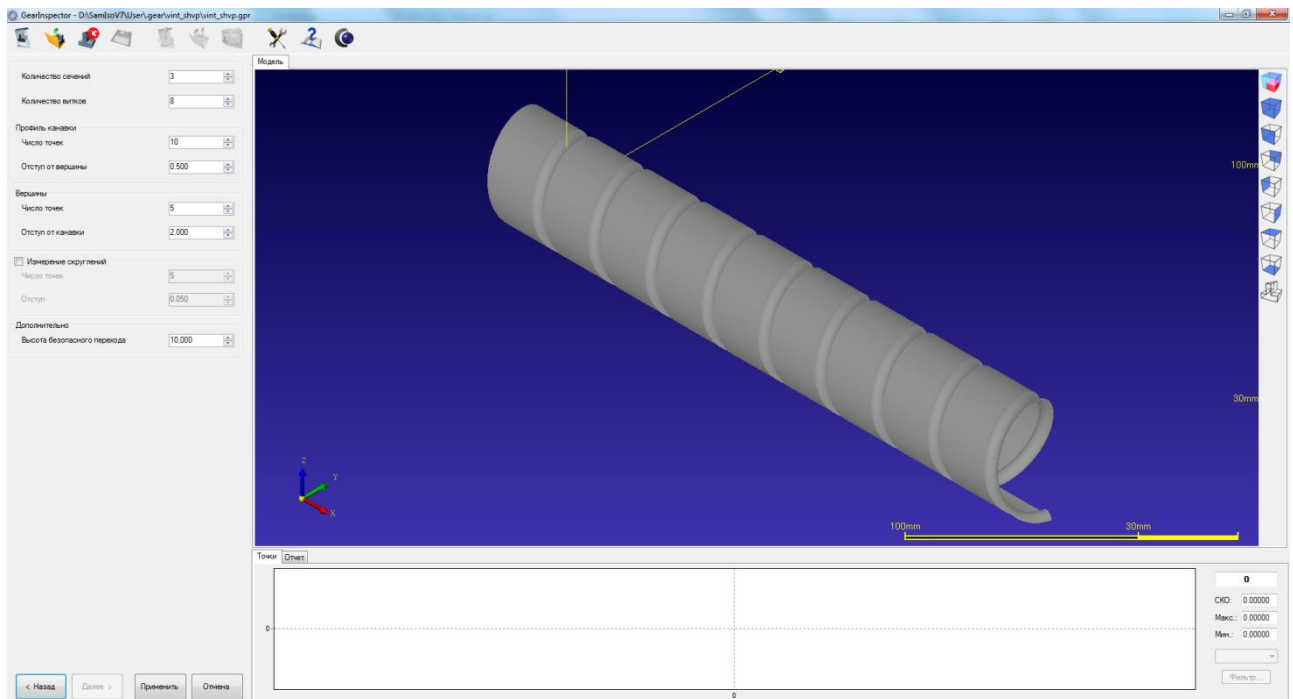 GearInspector - D:\SamIsoV7\User\.gear\vint_shvp\vint_shvp.gpr
Модель
Количество сечений 3
Количество витков 8
Профиль канавки
Число точек 10
Отступ от вершины 0.500
Вершины
Число точек 5
Отступ от канавки 2.000
Измерение скруглений
Число точек 5
Отступ 0.050
Дополнительно
Высота безопасного перехода 10.000
100mm
30mm
Z
Y
X
100mm 30mm
Точки Отчет
0
0
0
СКО: 0.00000
Макс.: 0.00000
Мин.: 0.00000
Фильтр...
< Назад Далее > Применить Отмена